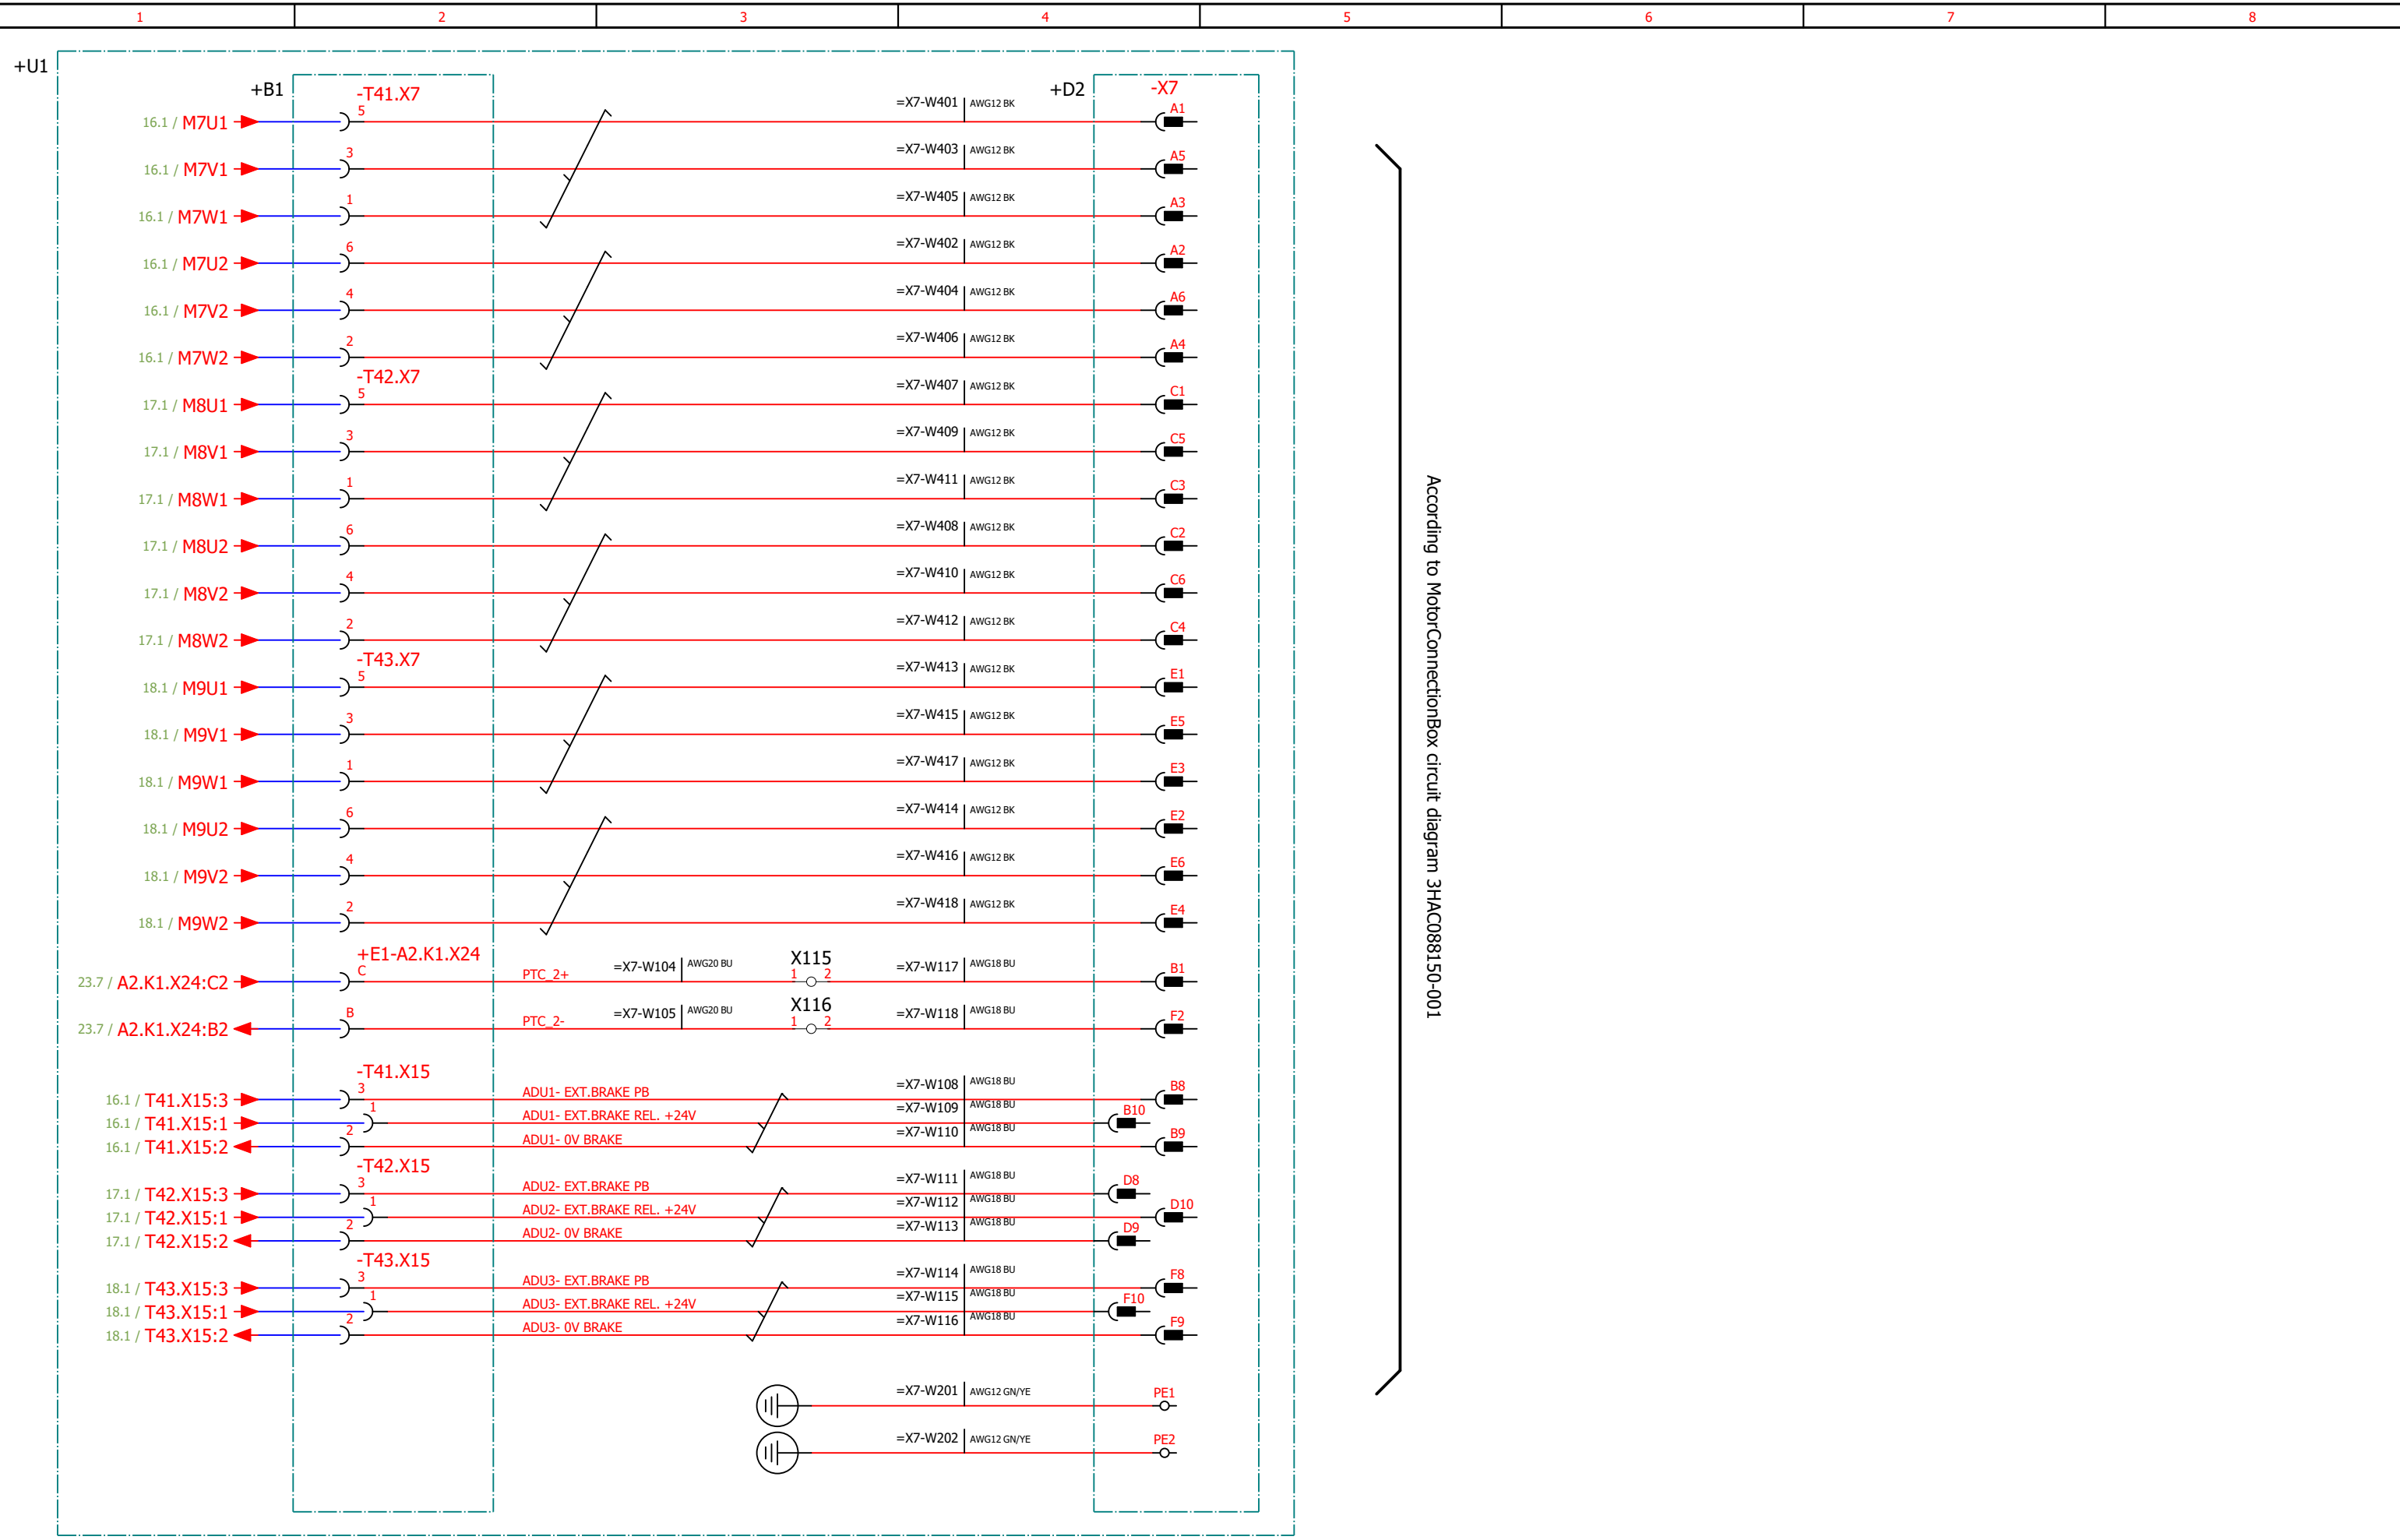 1 2 3 4 5 6 7 8
+U1
+B1 -T41.X7 +D2 -X7
16.1 / M7U1 5 =X7-W401 AWG12 BK A1
16.1 / M7V1 3 =X7-W403 AWG12 BK A5
16.1 / M7W1 1 =X7-W405 AWG12 BK A3
16.1 / M7U2 6 =X7-W402 AWG12 BK A2
16.1 / M7V2 4 =X7-W404 AWG12 BK A6
16.1 / M7W2 2 =X7-W406 AWG12 BK A4
-T42.X7
17.1 / M8U1 5 =X7-W407 AWG12 BK C1
17.1 / M8V1 3 =X7-W409 AWG12 BK C5
17.1 / M8W1 1 =X7-W411 AWG12 BK C3
17.1 / M8U2 6 =X7-W408 AWG12 BK C2
17.1 / M8V2 4 =X7-W410 AWG12 BK C6
17.1 / M8W2 2 =X7-W412 AWG12 BK C4
-T43.X7
18.1 / M9U1 5 =X7-W413 AWG12 BK E1
18.1 / M9V1 3 =X7-W415 AWG12 BK E5
18.1 / M9W1 1 =X7-W417 AWG12 BK E3
18.1 / M9U2 6 =X7-W414 AWG12 BK E2
18.1 / M9V2 4 =X7-W416 AWG12 BK E6
18.1 / M9W2 2 =X7-W418 AWG12 BK E4
+E1-A2.K1.X24 X115
23.7 / A2.K1.X24:C2 C PTC_2+ =X7-W104 AWG20 BU 1 2 =X7-W117 AWG18 BU B1
X116
23.7 / A2.K1.X24:B2 B PTC_2- =X7-W105 AWG20 BU 1 2 =X7-W118 AWG18 BU F2
-T41.X15
16.1 / T41.X15:3 3 ADU1- EXT.BRAKE PB =X7-W108 AWG18 BU B8
16.1 / T41.X15:1 1 ADU1- EXT.BRAKE REL. +24V =X7-W109 AWG18 BU B10
16.1 / T41.X15:2 2 ADU1- 0V BRAKE =X7-W110 AWG18 BU B9
-T42.X15
17.1 / T42.X15:3 3 ADU2- EXT.BRAKE PB =X7-W111 AWG18 BU D8
17.1 / T42.X15:1 1 ADU2- EXT.BRAKE REL. +24V =X7-W112 AWG18 BU D10
17.1 / T42.X15:2 2 ADU2- 0V BRAKE =X7-W113 AWG18 BU D9
-T43.X15
18.1 / T43.X15:3 3 ADU3- EXT.BRAKE PB =X7-W114 AWG18 BU F8
18.1 / T43.X15:1 1 ADU3- EXT.BRAKE REL. +24V =X7-W115 AWG18 BU F10
18.1 / T43.X15:2 2 ADU3- 0V BRAKE =X7-W116 AWG18 BU F9
=X7-W201 AWG12 GN/YE PE1
=X7-W202 AWG12 GN/YE PE2
According to MotorConnectionBox circuit diagram 3HAC088150-001